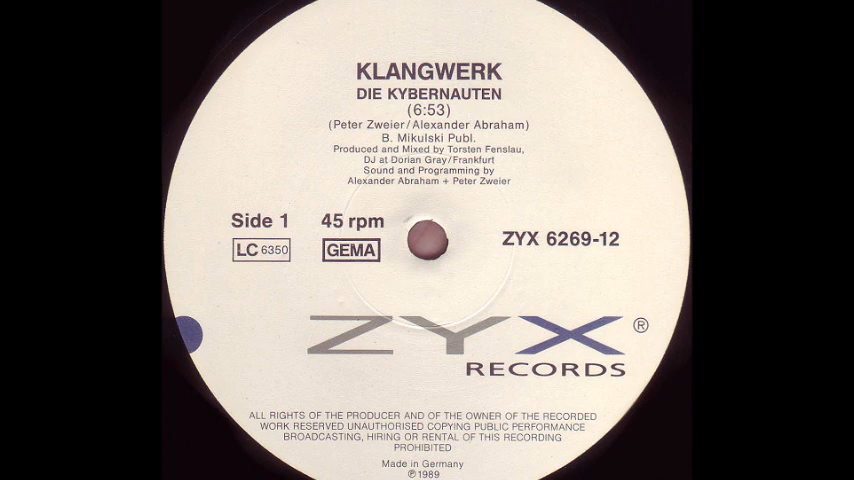 KLANGWERK
DIE KYBERNAUTEN
(6:53)
(Peter Zweier/Alexander Abraham)
B. Mikulski Publ.
Produced and Mixed by Torsten Fenslau,
DJ at Dorian Gray/Frankfurt
Sound and Programming by
Alexander Abraham + Peter Zweier
Side 1 45 rpm
ZYX 6269-12
LC 6350 GEMA
ZYX ®
RECORDS
ALL RIGHTS OF THE PRODUCER AND OF THE OWNER OF THE RECORDED
WORK RESERVED UNAUTHORISED COPYING PUBLIC PERFORMANCE
BROADCASTING, HIRING OR RENTAL OF THIS RECORDING
PROHIBITED
Made in Germany
℗ 1989